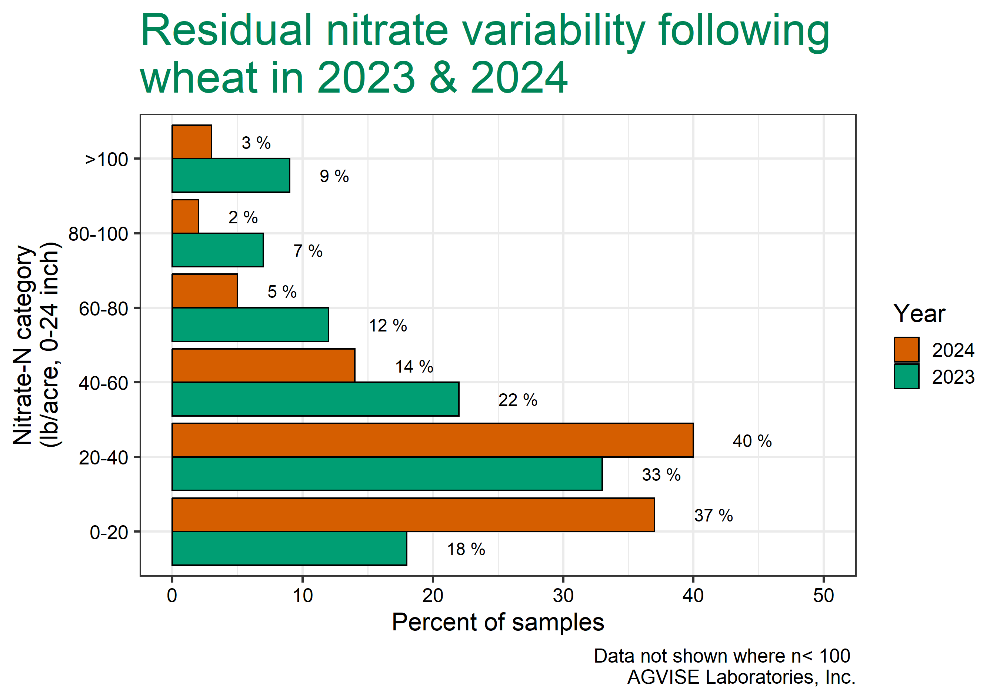 Residual nitrate variability following
wheat in 2023 & 2024
Nitrate-N category
(lb/acre, 0-24 inch)
>100
3 %
9 %
80-100
2 %
7 %
60-80
5 %
12 %
40-60
14 %
22 %
20-40
40 %
33 %
0-20
37 %
18 %
0 10 20 30 40 50
Percent of samples
Year
2024
2023
Data not shown where n< 100
AGVISE Laboratories, Inc.